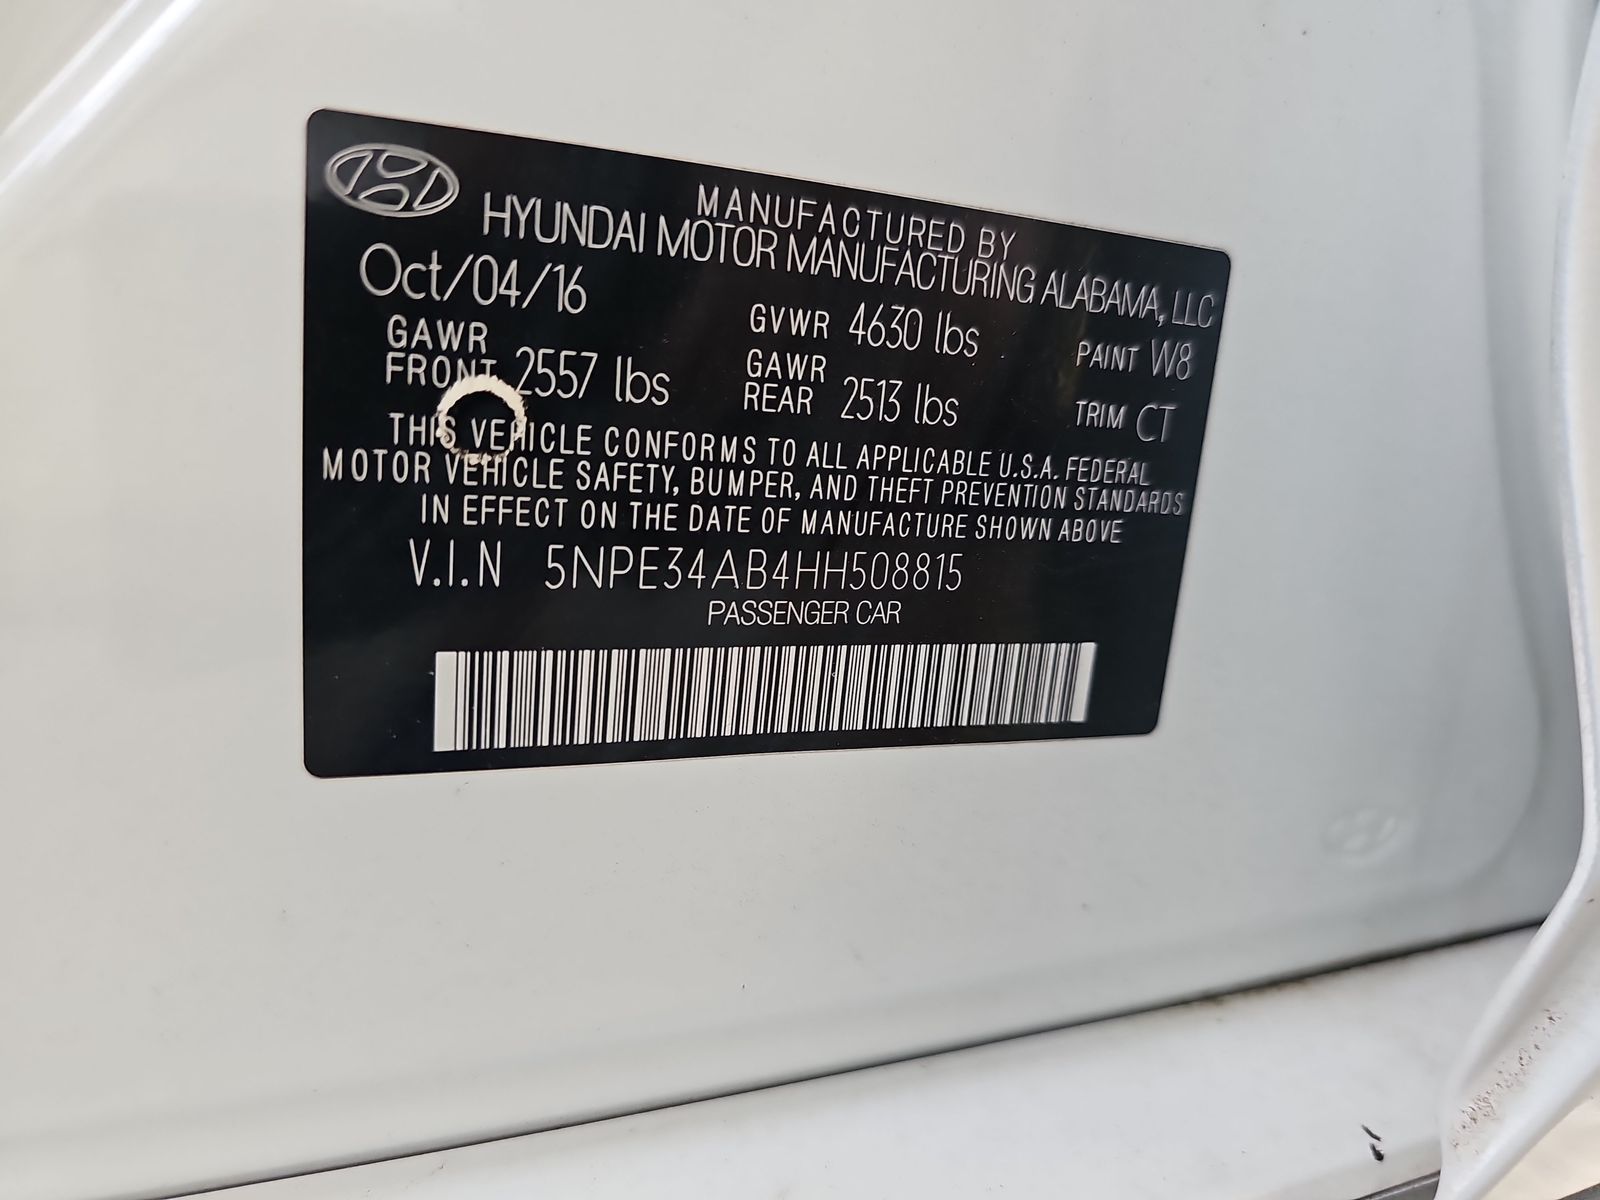 MANUFACTURED BY
HYUNDAI MOTOR MANUFACTURING ALABAMA, LLC
Oct/04/16
GVWR 4630 lbs
PAINT W8
GAWR
FRONT 2557 lbs
GAWR
REAR 2513 lbs
TRIM CT
THIS VEHICLE CONFORMS TO ALL APPLICABLE U.S.A. FEDERAL
MOTOR VEHICLE SAFETY, BUMPER, AND THEFT PREVENTION STANDARDS
IN EFFECT ON THE DATE OF MANUFACTURE SHOWN ABOVE
V.I.N 5NPE34AB4HH508815
PASSENGER CAR